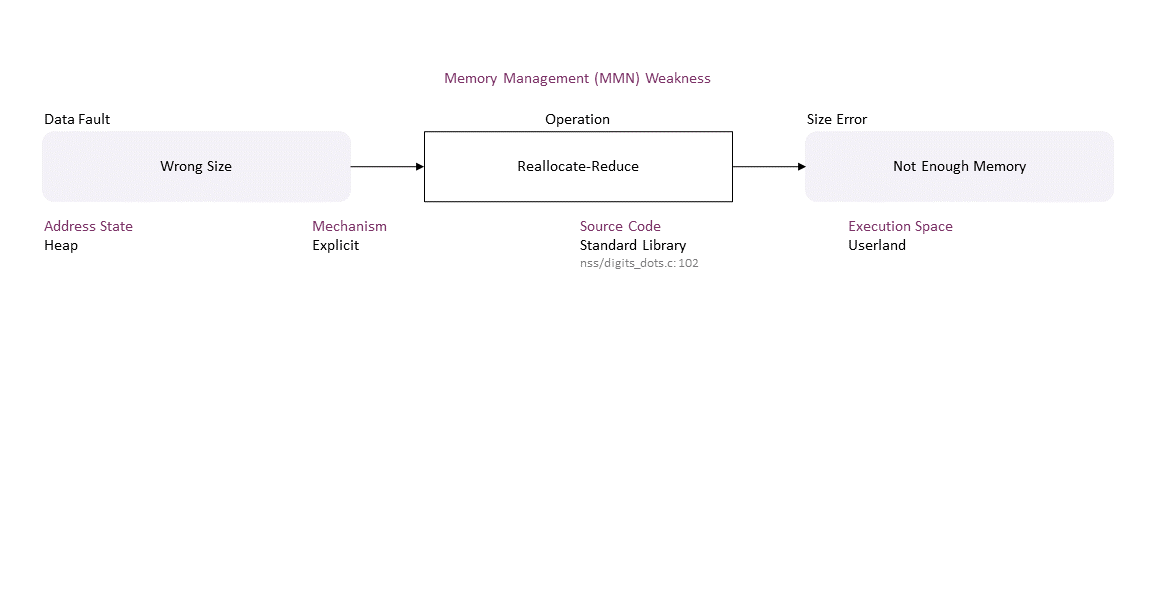 Memory Management (MMN) Weakness
Data Fault
Operation
Size Error
Wrong Size
Reallocate-Reduce
Not Enough Memory
Address State
Mechanism
Source Code
Execution Space
Heap
Explicit
Standard Library
Userland
nss/digits_dots.c:102